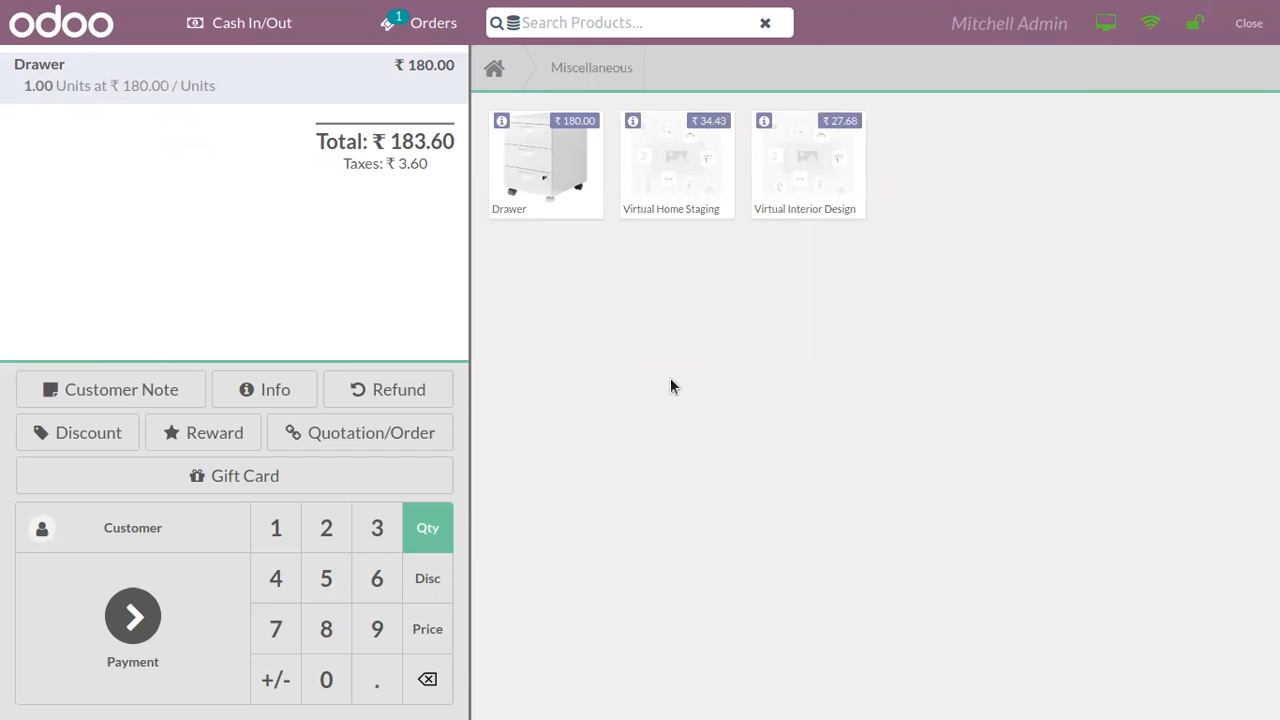 odoo
Cash In/Out
1
Orders
Search Products...
Mitchell Admin
Close
Drawer ₹ 180.00
1.00 Units at ₹ 180.00 / Units
Total: ₹ 183.60
Taxes: ₹ 3.60
Miscellaneous
₹ 180.00
Drawer
₹ 34.43
Virtual Home Staging
₹ 27.68
Virtual Interior Design
Customer Note Info Refund
Discount Reward Quotation/Order
Gift Card
Customer
1 2 3 Qty
4 5 6 Disc
7 8 9 Price
+/- 0 .
Payment